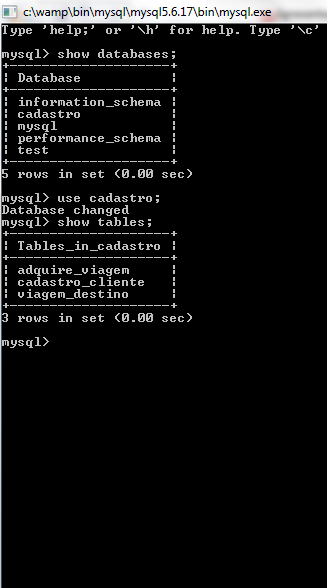 c:\wamp\bin\mysql\mysql5.6.17\bin\mysql.exe
Type 'help;' or '\h' for help. Type '\c'
mysql> show databases;
+--------------------+
| Database           |
+--------------------+
| information_schema |
| cadastro           |
| mysql              |
| performance_schema |
| test               |
+--------------------+
5 rows in set (0.00 sec)
mysql> use cadastro;
Database changed
mysql> show tables;
+--------------------+
| Tables_in_cadastro |
+--------------------+
| adquire_viagem     |
| cadastro_cliente   |
| viagem_destino     |
+--------------------+
3 rows in set (0.00 sec)
mysql>